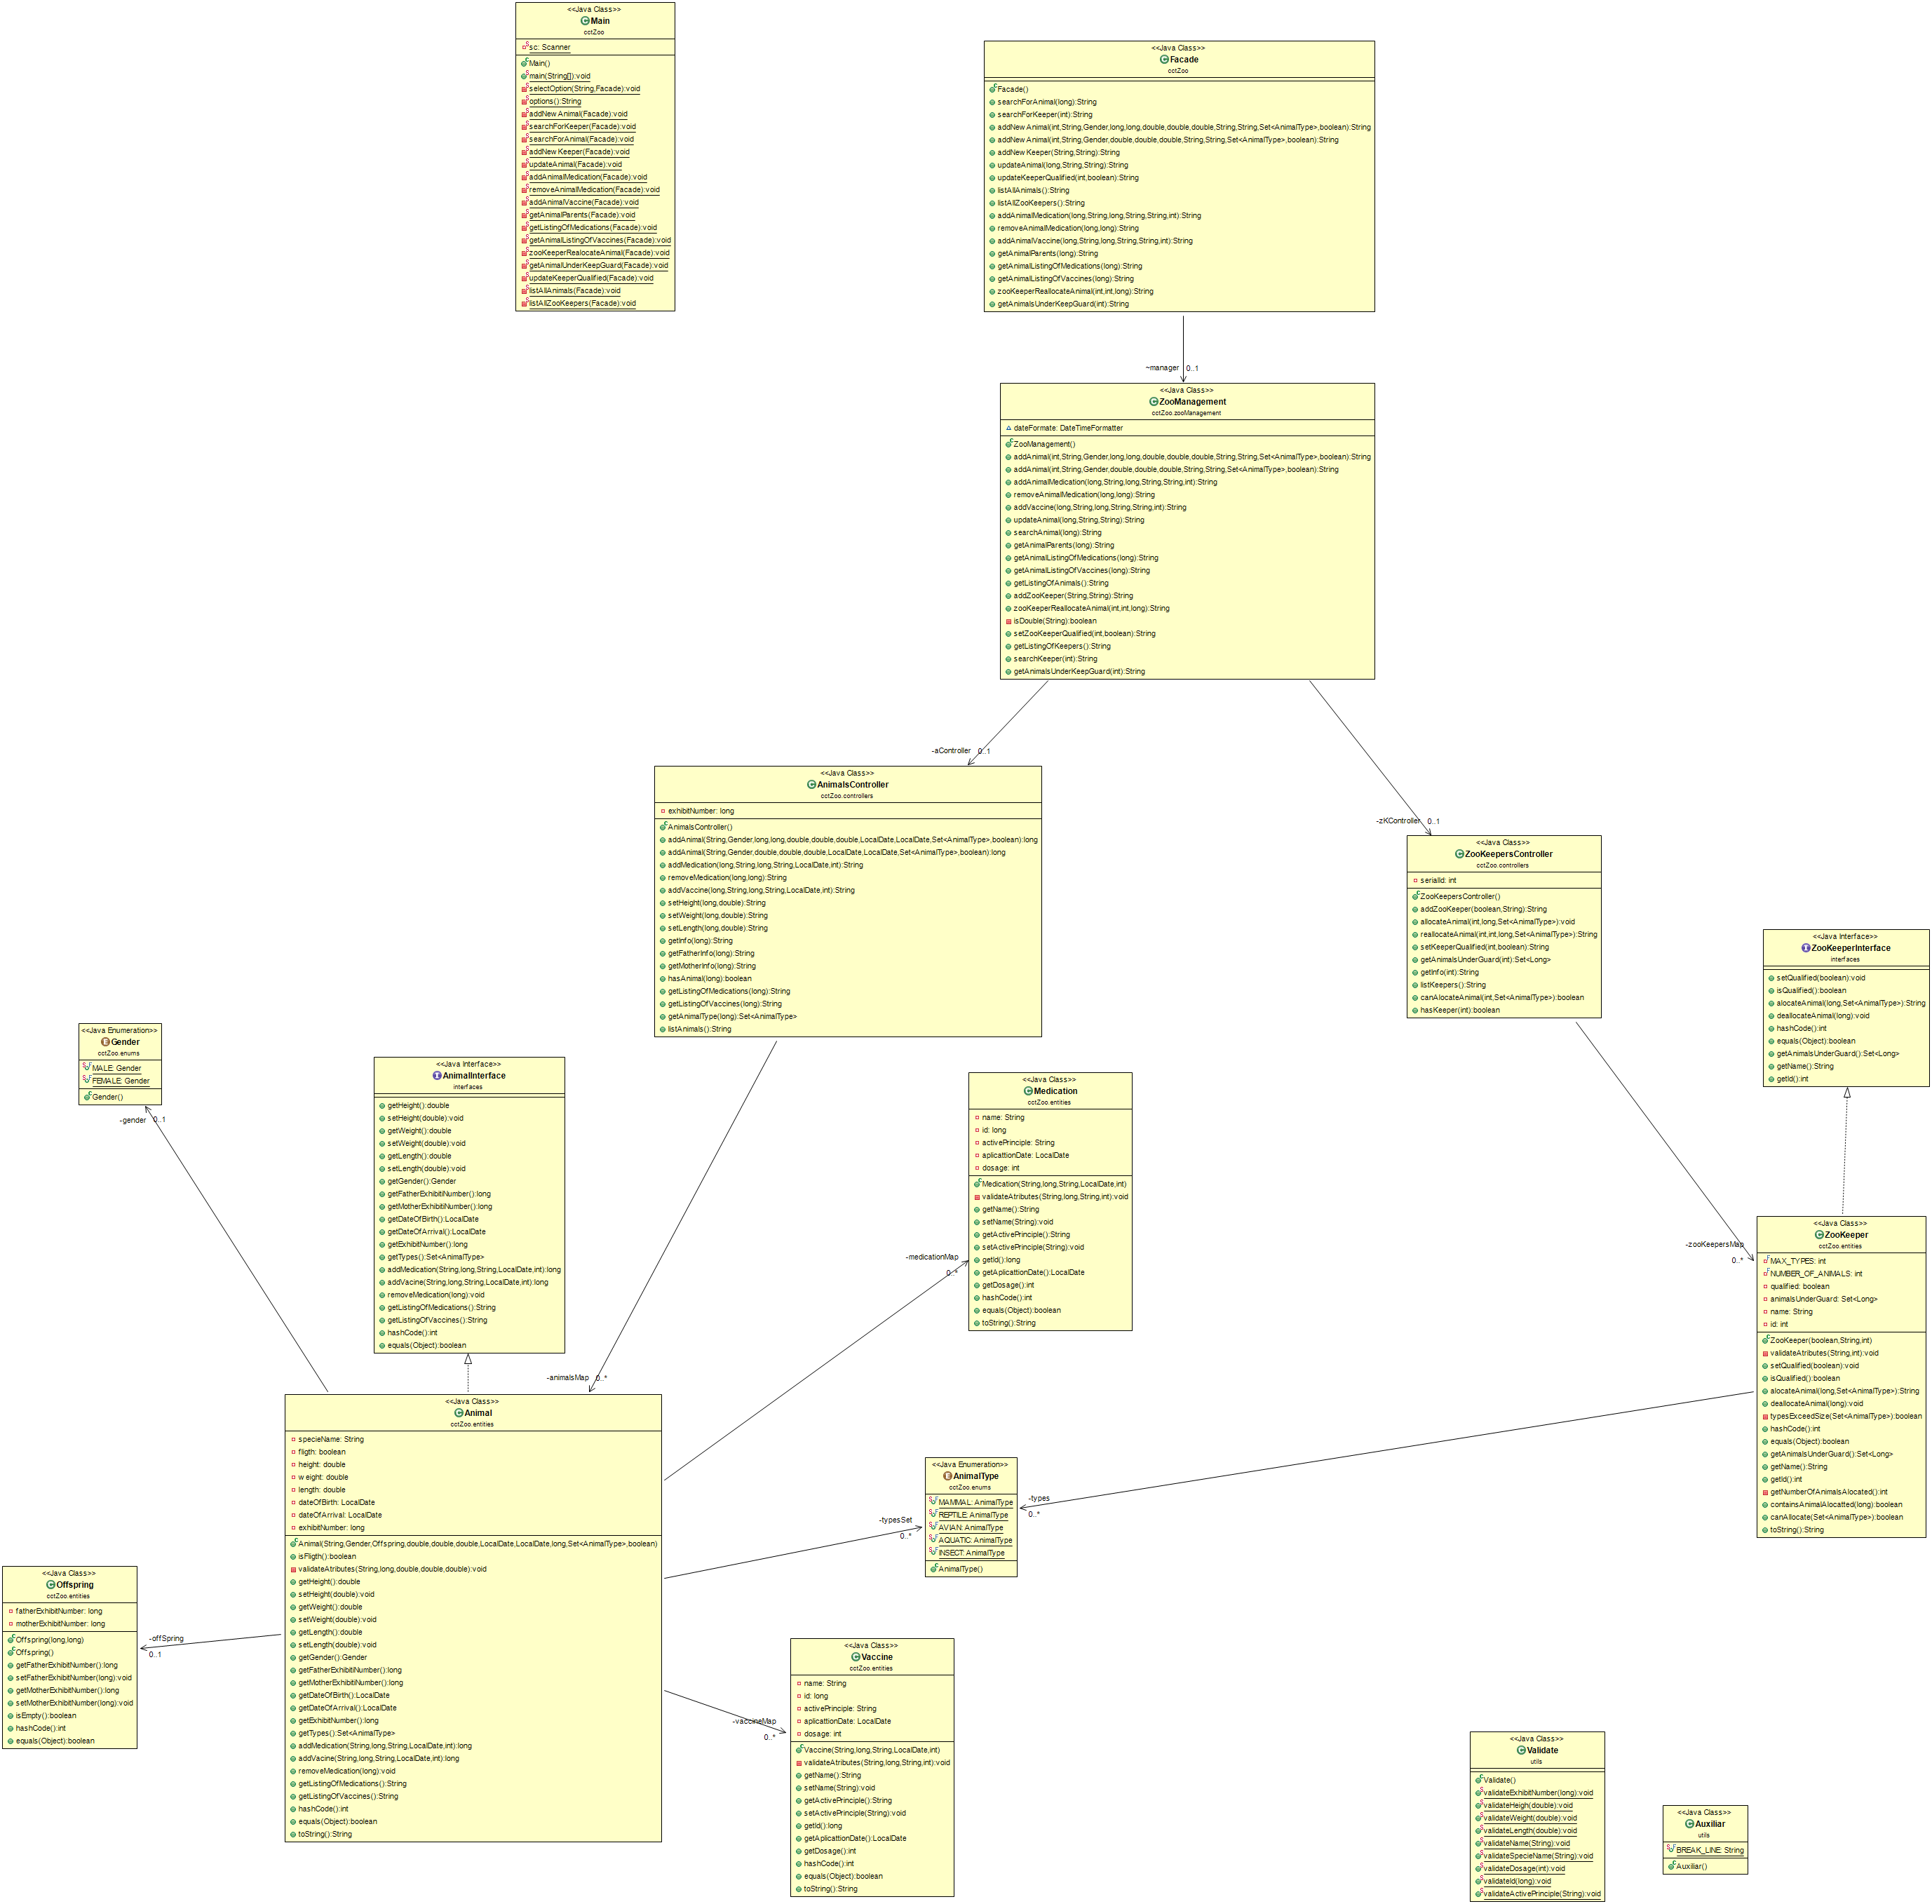 <<Java Class>>
Main
cctZoo
sc: Scanner
Main()
main(String[]):void
selectOption(String,Facade):void
options():String
addNew Animal(Facade):void
searchForKeeper(Facade):void
searchForAnimal(Facade):void
addNew Keeper(Facade):void
updateAnimal(Facade):void
addAnimalMedication(Facade):void
removeAnimalMedication(Facade):void
addAnimalVaccine(Facade):void
getAnimalParents(Facade):void
getListingOfMedications(Facade):void
getAnimalListingOfVaccines(Facade):void
zooKeeperRealocateAnimal(Facade):void
getAnimalUnderKeepGuard(Facade):void
updateKeeperQualified(Facade):void
listAllAnimals(Facade):void
listAllZooKeepers(Facade):void
<<Java Class>>
Facade
cctZoo
Facade()
searchForAnimal(long):String
searchForKeeper(int):String
addNew Animal(int,String,Gender,long,long,double,double,double,String,String,Set<AnimalType>,boolean):String
addNew Animal(int,String,Gender,double,double,double,String,String,Set<AnimalType>,boolean):String
addNew Keeper(String,String):String
updateAnimal(long,String,String):String
updateKeeperQualified(int,boolean):String
listAllAnimals():String
listAllZooKeepers():String
addAnimalMedication(long,String,long,String,String,int):String
removeAnimalMedication(long,long):String
addAnimalVaccine(long,String,long,String,String,int):String
getAnimalParents(long):String
getAnimalListingOfMedications(long):String
getAnimalListingOfVaccines(long):String
zooKeeperReallocateAnimal(int,int,long):String
getAnimalsUnderKeepGuard(int):String
~manager 0..1
<<Java Class>>
ZooManagement
cctZoo.zooManagement
dateFormate: DateTimeFormatter
ZooManagement()
addAnimal(int,String,Gender,long,long,double,double,double,String,String,Set<AnimalType>,boolean):String
addAnimal(int,String,Gender,double,double,double,String,String,Set<AnimalType>,boolean):String
addAnimalMedication(long,String,long,String,String,int):String
removeAnimalMedication(long,long):String
addVaccine(long,String,long,String,String,int):String
updateAnimal(long,String,String):String
searchAnimal(long):String
getAnimalParents(long):String
getAnimalListingOfMedications(long):String
getAnimalListingOfVaccines(long):String
getListingOfAnimals():String
addZooKeeper(String,String):String
zooKeeperReallocateAnimal(int,int,long):String
isDouble(String):boolean
setZooKeeperQualified(int,boolean):String
getListingOfKeepers():String
searchKeeper(int):String
getAnimalsUnderKeepGuard(int):String
-aController 0..1
-zKController 0..1
<<Java Class>>
AnimalsController
cctZoo.controllers
exhibitNumber: long
AnimalsController()
addAnimal(String,Gender,long,long,double,double,double,LocalDate,LocalDate,Set<AnimalType>,boolean):long
addAnimal(String,Gender,double,double,double,LocalDate,LocalDate,Set<AnimalType>,boolean):long
addMedication(long,String,long,String,LocalDate,int):String
removeMedication(long,long):String
addVaccine(long,String,long,String,LocalDate,int):String
setHeight(long,double):String
setWeight(long,double):String
setLength(long,double):String
getInfo(long):String
getFatherInfo(long):String
getMotherInfo(long):String
hasAnimal(long):boolean
getListingOfMedications(long):String
getListingOfVaccines(long):String
getAnimalType(long):Set<AnimalType>
listAnimals():String
<<Java Class>>
ZooKeepersController
cctZoo.controllers
serialId: int
ZooKeepersController()
addZooKeeper(boolean,String):String
allocateAnimal(int,long,Set<AnimalType>):void
reallocateAnimal(int,int,long,Set<AnimalType>):String
setKeeperQualified(int,boolean):String
getAnimalsUnderGuard(int):Set<Long>
getInfo(int):String
listKeepers():String
canAllocateAnimal(int,Set<AnimalType>):boolean
hasKeeper(int):boolean
<<Java Interface>>
ZooKeeperInterface
interfaces
setQualified(boolean):void
isQualified():boolean
alocateAnimal(long,Set<AnimalType>):String
deallocateAnimal(long):void
hashCode():int
equals(Object):boolean
getAnimalsUnderGuard():Set<Long>
getName():String
getId():int
<<Java Enumeration>>
Gender
cctZoo.enums
MALE: Gender
FEMALE: Gender
Gender()
-gender 0..1
<<Java Interface>>
AnimalInterface
interfaces
getHeight():double
setHeight(double):void
getWeight():double
setWeight(double):void
getLength():double
setLength(double):void
getGender():Gender
getFatherExhibitiNumber():long
getMotherExhibitiNumber():long
getDateOfBirth():LocalDate
getDateOfArrival():LocalDate
getExhibitNumber():long
getTypes():Set<AnimalType>
addMedication(String,long,String,LocalDate,int):long
addVacine(String,long,String,LocalDate,int):long
removeMedication(long):void
getListingOfMedications():String
getListingOfVaccines():String
hashCode():int
equals(Object):boolean
<<Java Class>>
Medication
cctZoo.entities
name: String
id: long
activePrinciple: String
aplicattionDate: LocalDate
dosage: int
Medication(String,long,String,LocalDate,int)
validateAtributes(String,long,String,int):void
getName():String
setName(String):void
getActivePrinciple():String
setActivePrinciple(String):void
getId():long
getAplicattionDate():LocalDate
getDosage():int
hashCode():int
equals(Object):boolean
toString():String
-medicationMap
0..*
-zooKeepersMap
0..*
<<Java Class>>
ZooKeeper
cctZoo.entities
MAX_TYPES: int
NUMBER_OF_ANIMALS: int
qualified: boolean
animalsUnderGuard: Set<Long>
name: String
id: int
ZooKeeper(boolean,String,int)
validateAtributes(String,int):void
setQualified(boolean):void
isQualified():boolean
alocateAnimal(long,Set<AnimalType>):String
deallocateAnimal(long):void
typesExceedSize(Set<AnimalType>):boolean
hashCode():int
equals(Object):boolean
getAnimalsUnderGuard():Set<Long>
getName():String
getId():int
getNumberOfAnimalsAlocated():int
containsAnimalAlocatted(long):boolean
canAllocate(Set<AnimalType>):boolean
toString():String
-animalsMap 0..*
<<Java Class>>
Animal
cctZoo.entities
specieName: String
fligth: boolean
height: double
w eight: double
length: double
dateOfBirth: LocalDate
dateOfArrival: LocalDate
exhibitNumber: long
Animal(String,Gender,Offspring,double,double,double,LocalDate,LocalDate,long,Set<AnimalType>,boolean)
isFligth():boolean
validateAtributes(String,long,double,double,double):void
getHeight():double
setHeight(double):void
getWeight():double
setWeight(double):void
getLength():double
setLength(double):void
getGender():Gender
getFatherExhibitiNumber():long
getMotherExhibitiNumber():long
getDateOfBirth():LocalDate
getDateOfArrival():LocalDate
getExhibitNumber():long
getTypes():Set<AnimalType>
addMedication(String,long,String,LocalDate,int):long
addVacine(String,long,String,LocalDate,int):long
removeMedication(long):void
getListingOfMedications():String
getListingOfVaccines():String
hashCode():int
equals(Object):boolean
toString():String
<<Java Enumeration>>
AnimalType
cctZoo.enums
MAMMAL: AnimalType
REPTILE: AnimalType
AVIAN: AnimalType
AQUATIC: AnimalType
INSECT: AnimalType
AnimalType()
-types
0..*
-typesSet
0..*
<<Java Class>>
Offspring
cctZoo.entities
fatherExhibitNumber: long
motherExhibitNumber: long
Offspring(long,long)
Offspring()
getFatherExhibitNumber():long
setFatherExhibitNumber(long):void
getMotherExhibitNumber():long
setMotherExhibitNumber(long):void
isEmpty():boolean
hashCode():int
equals(Object):boolean
-offSpring
0..1
-vaccineMap
0..*
<<Java Class>>
Vaccine
cctZoo.entities
name: String
id: long
activePrinciple: String
aplicattionDate: LocalDate
dosage: int
Vaccine(String,long,String,LocalDate,int)
validateAtributes(String,long,String,int):void
getName():String
setName(String):void
getActivePrinciple():String
setActivePrinciple(String):void
getId():long
getAplicattionDate():LocalDate
getDosage():int
hashCode():int
equals(Object):boolean
toString():String
<<Java Class>>
Validate
utils
Validate()
validateExhibitNumber(long):void
validateHeigh(double):void
validateWeight(double):void
validateLength(double):void
validateName(String):void
validateSpecieName(String):void
validateDosage(int):void
validateId(long):void
validateActivePrinciple(String):void
<<Java Class>>
Auxiliar
utils
BREAK_LINE: String
Auxiliar()